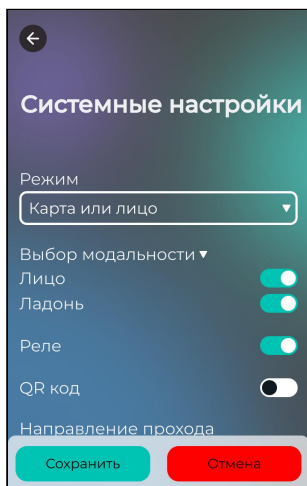 Системные настройки
Режим
Карта или лицо
Выбор модальности
Лицо
Ладонь
Реле
QR код
Направление прохода
Сохранить
Отмена